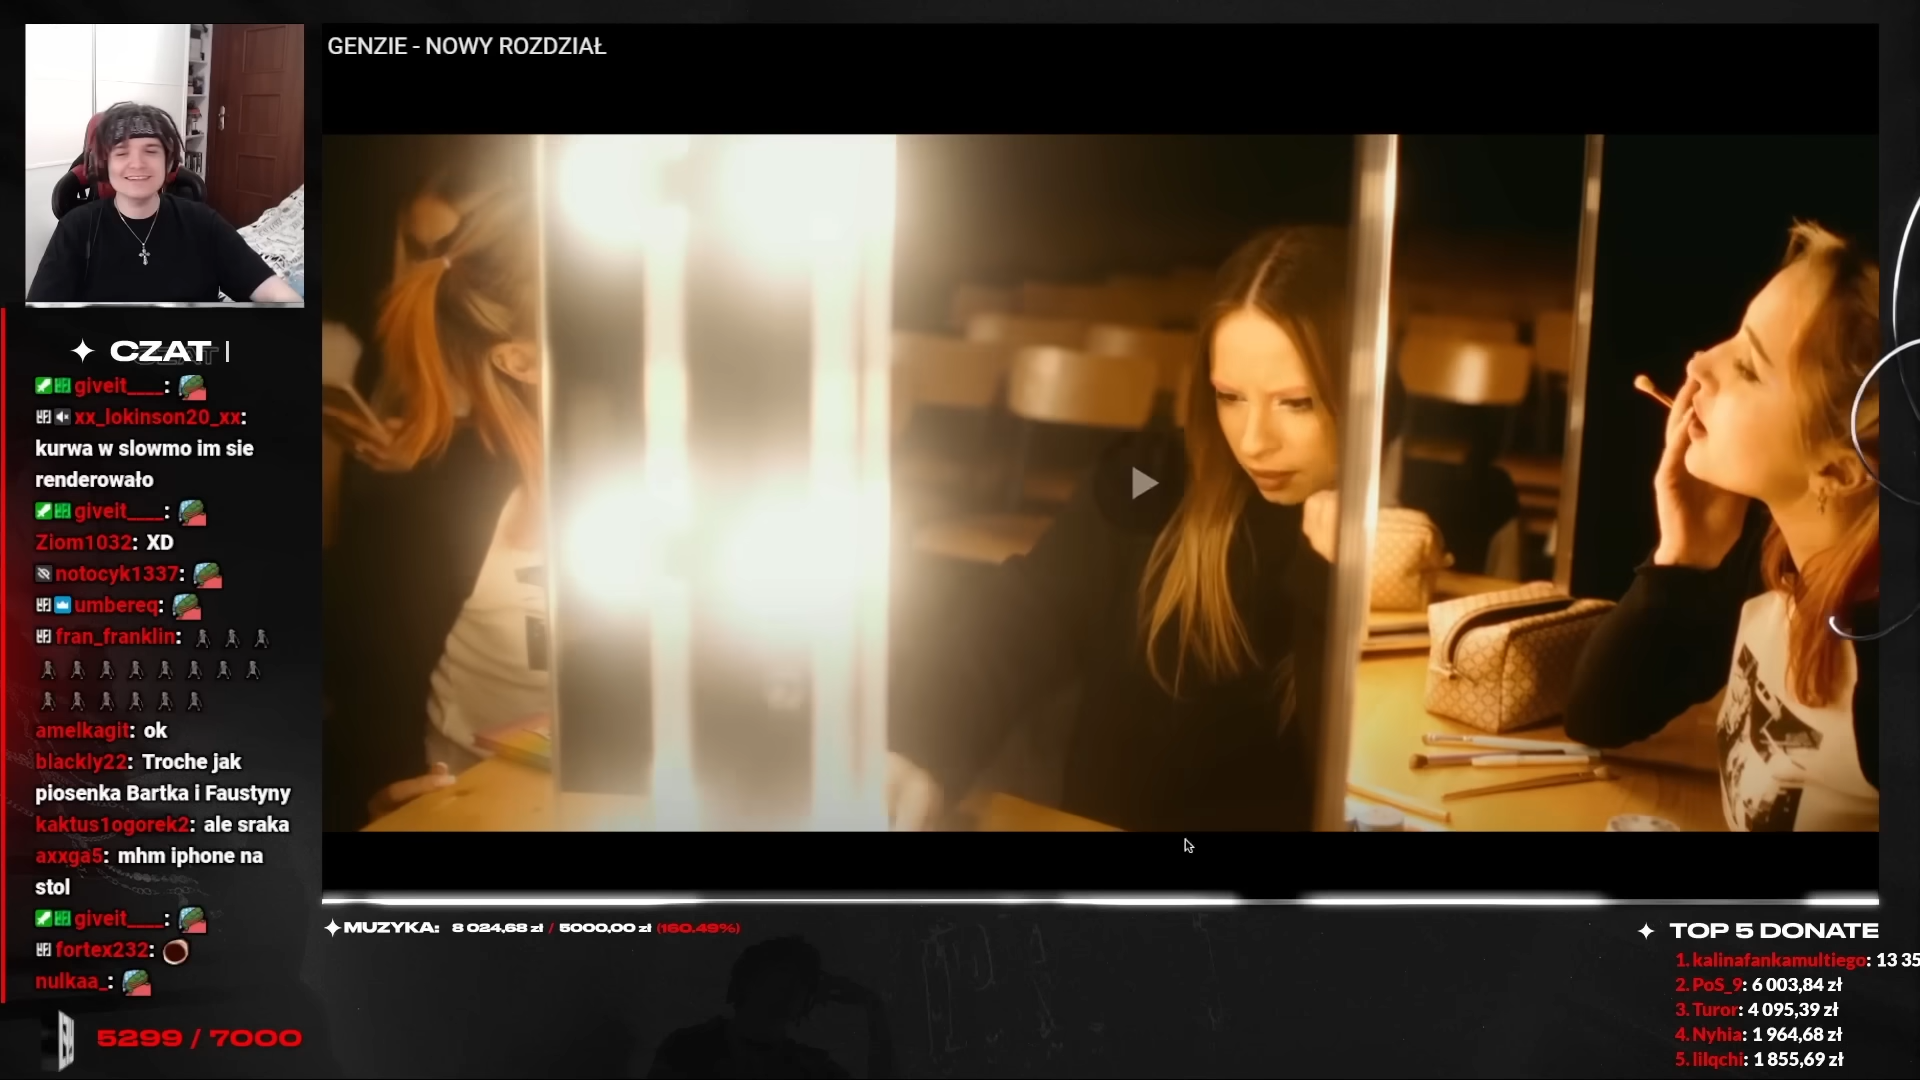 GENZIE - NOWY ROZDZIAŁ
CZAT
giveit____:
xx_lokinson20_xx:
kurwa w slowmo im sie
renderowało
giveit____:
Ziom1032: XD
notocyk1337:
umbereq:
fran_franklin:
amelkagit: ok
blackly22: Troche jak
piosenka Bartka i Faustyny
kaktus1ogorek2: ale sraka
axxga5: mhm iphone na
stol
giveit____:
fortex232:
nulkaa_:
5299 / 7000
MUZYKA: 8 024,68 zł / 5000,00 zł (160.49%)
TOP 5 DONATE
1. kalinafankamultiego: 13 35
2. PoS_9: 6 003,84 zł
3. Turor: 4 095,39 zł
4. Nyhia: 1 964,68 zł
5. lilqchi: 1 855,69 zł